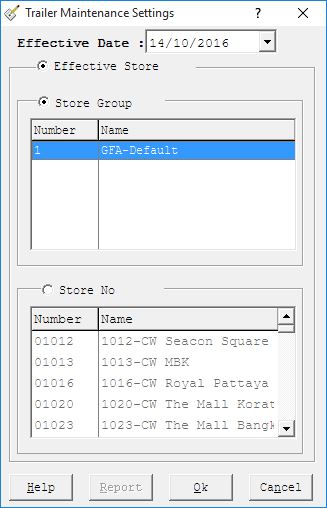 Trailer Maintenance Settings ? ×
Effective Date : 14/10/2016
Effective Store
Store Group
Number Name
1 GFA-Default
Store No
Number Name
01012 1012-CW Seacon Square
01013 1013-CW MBK
01016 1016-CW Royal Pattaya
01020 1020-CW The Mall Korat
01023 1023-CW The Mall Bangk
Help Report Ok Cancel